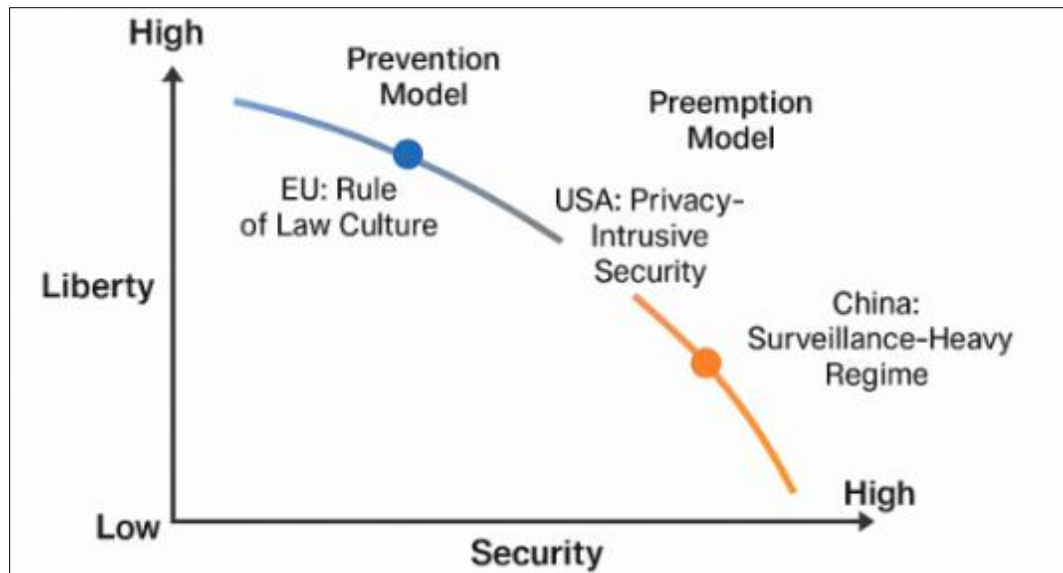 High
Prevention
Model
Preemption
Model
EU: Rule
of Law Culture
USA: Privacy-
Intrusive
Security
Liberty
China:
Surveillance-Heavy
Regime
High
Low
Security